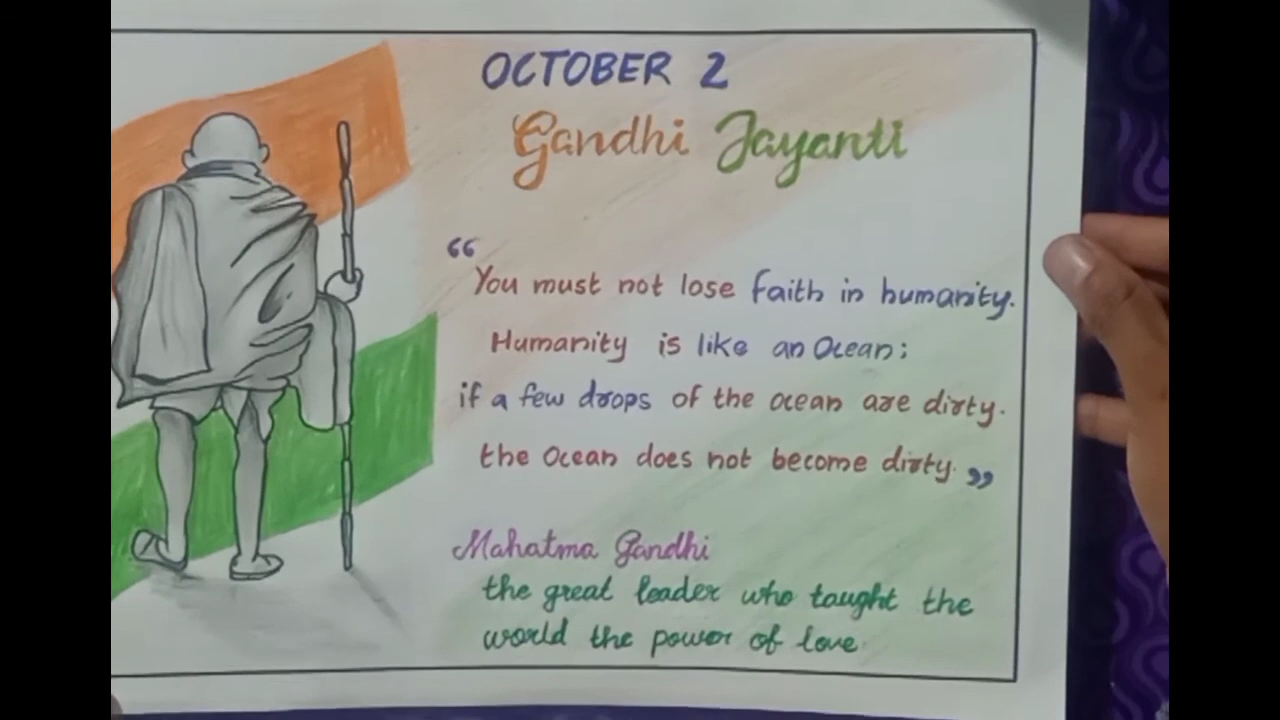 OCTOBER 2
Gandhi Jayanti
“
You must not lose faith in humanity.
Humanity is like an Ocean;
if a few drops of the ocean are dirty.
the Ocean does not become dirty. ”
Mahatma Gandhi
the great leader who taught the
world the power of love